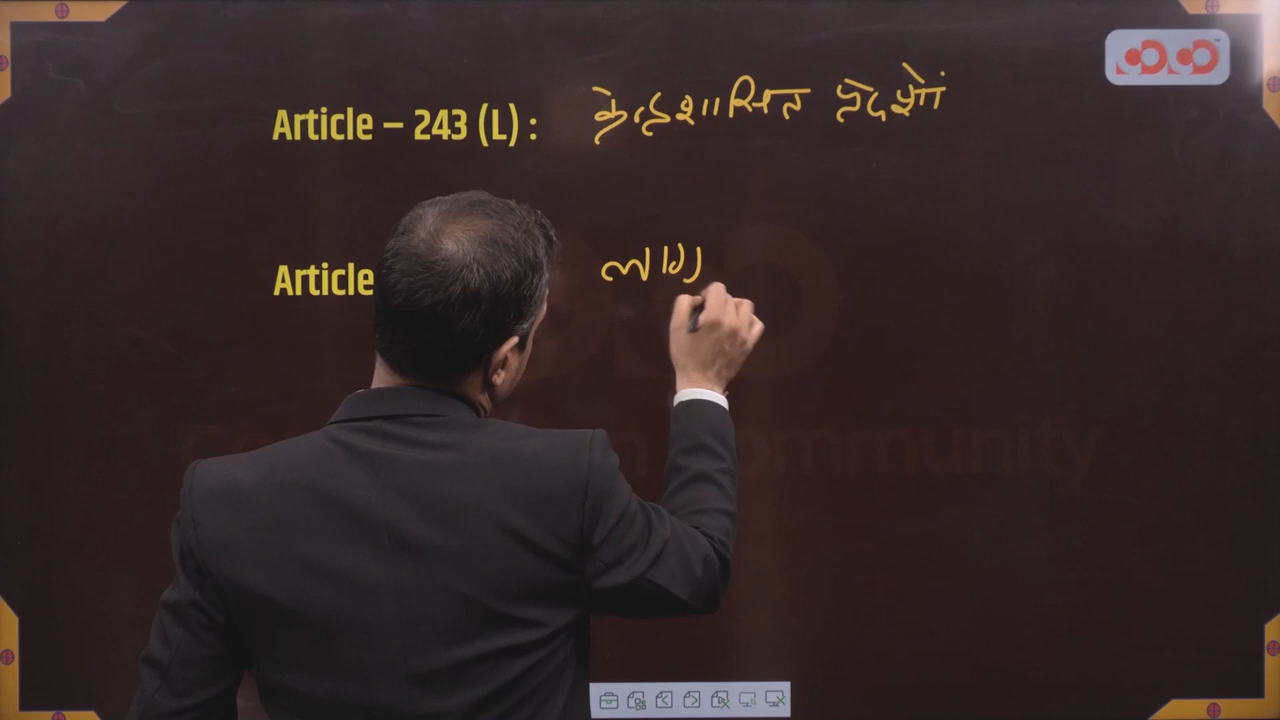 Article – 243 (L) : केन्द्रशासित प्रदेशों
Article लागू